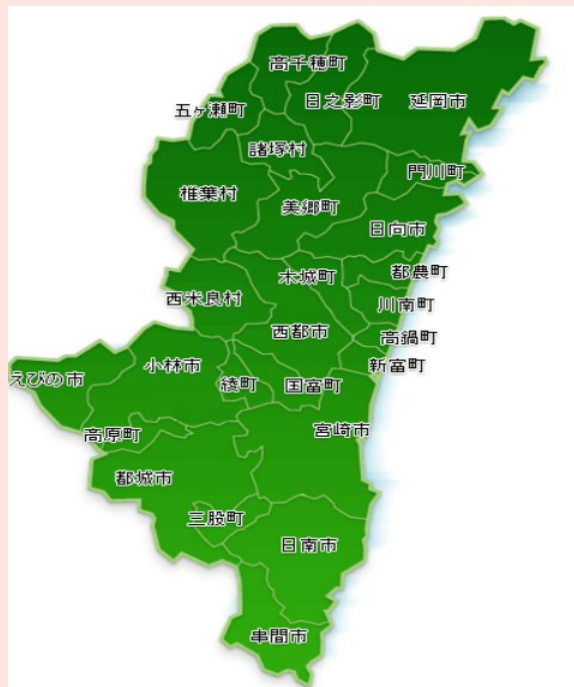 高千穂町
日之影町
延岡市
五ヶ瀬町
諸塚村
門川町
椎葉村
美郷町
日向市
木城町
都農町
西米良村
川南町
西都市
高鍋町
小林市
新富町
えびの市
綾町
国富町
宮崎市
高原町
都城市
三股町
日南市
串間市